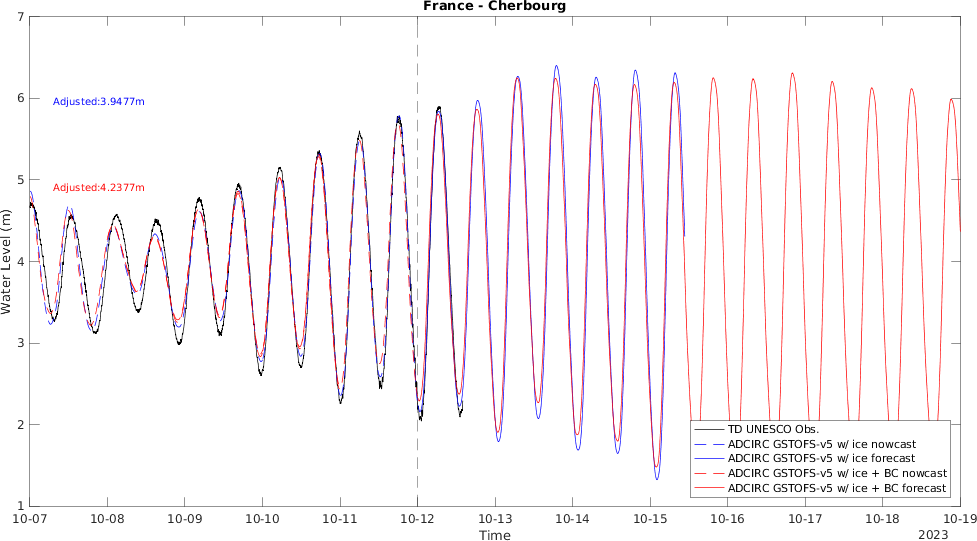 France - Cherbourg
7
6
5
4
3
2
1
Water Level (m)
Adjusted:3.9477m
Adjusted:4.2377m
TD UNESCO Obs.
ADCIRC GSTOFS-v5 w/ ice nowcast
ADCIRC GSTOFS-v5 w/ ice forecast
ADCIRC GSTOFS-v5 w/ ice + BC nowcast
ADCIRC GSTOFS-v5 w/ ice + BC forecast
10-07 10-08 10-09 10-10 10-11 10-12 10-13 10-14 10-15 10-16 10-17 10-18 10-19
Time
2023